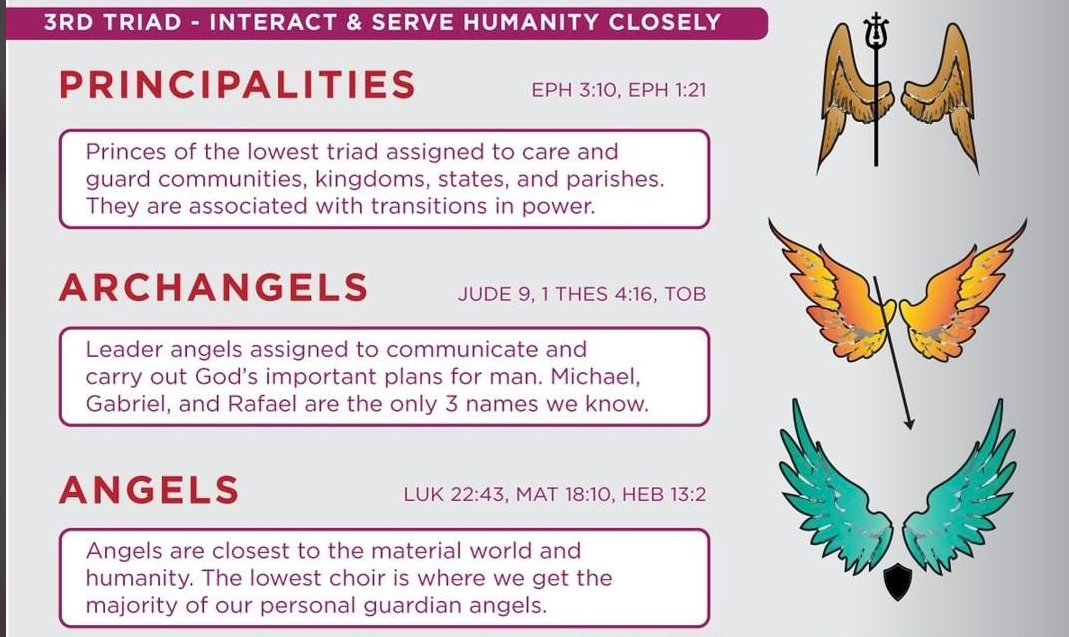 3RD TRIAD - INTERACT & SERVE HUMANITY CLOSELY
PRINCIPALITIES
EPH 3:10, EPH 1:21
Princes of the lowest triad assigned to care and
guard communities, kingdoms, states, and parishes.
They are associated with transitions in power.
ARCHANGELS
JUDE 9, 1 THES 4:16, TOB
Leader angels assigned to communicate and
carry out God's important plans for man. Michael,
Gabriel, and Rafael are the only 3 names we know.
ANGELS
LUK 22:43, MAT 18:10, HEB 13:2
Angels are closest to the material world and
humanity. The lowest choir is where we get the
majority of our personal guardian angels.